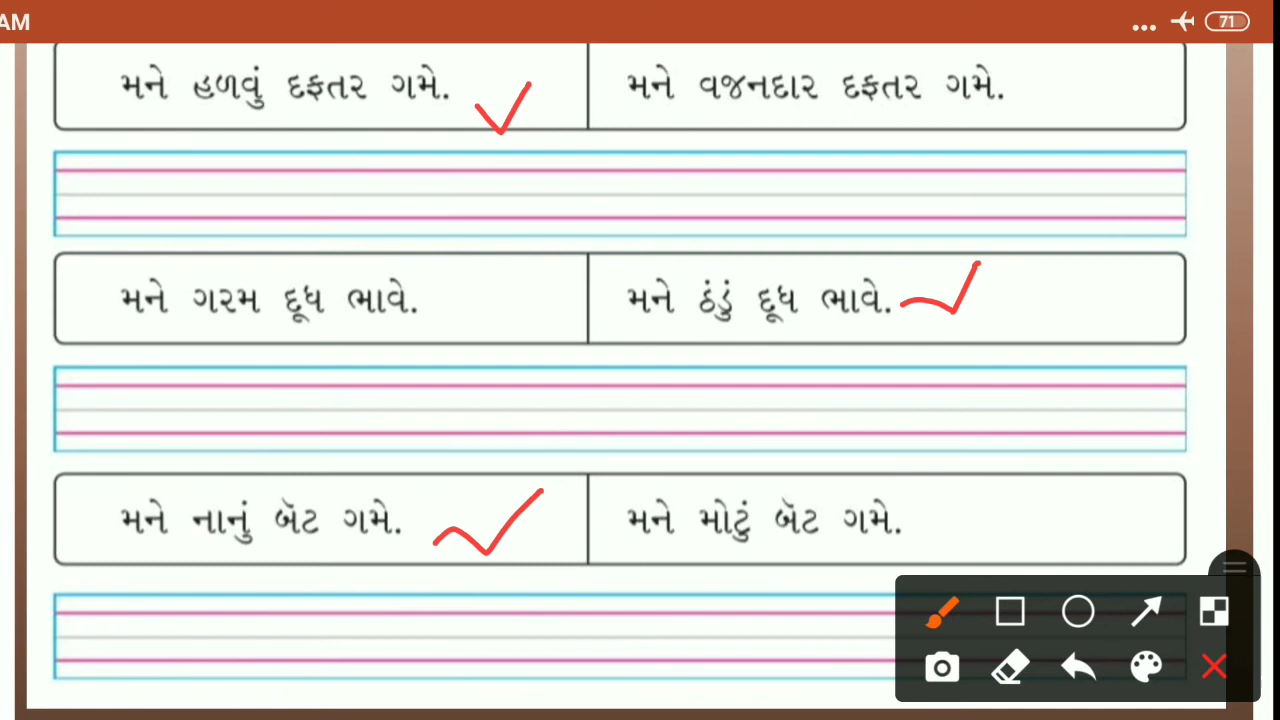 AM
71
મને હળવું દફતર ગમે. મને વજનદાર દફતર ગમે.
મને ગરમ દૂધ ભાવે. મને ઠંડું દૂધ ભાવે.
મને નાનું બૅટ ગમે. મને મોટું બૅટ ગમે.